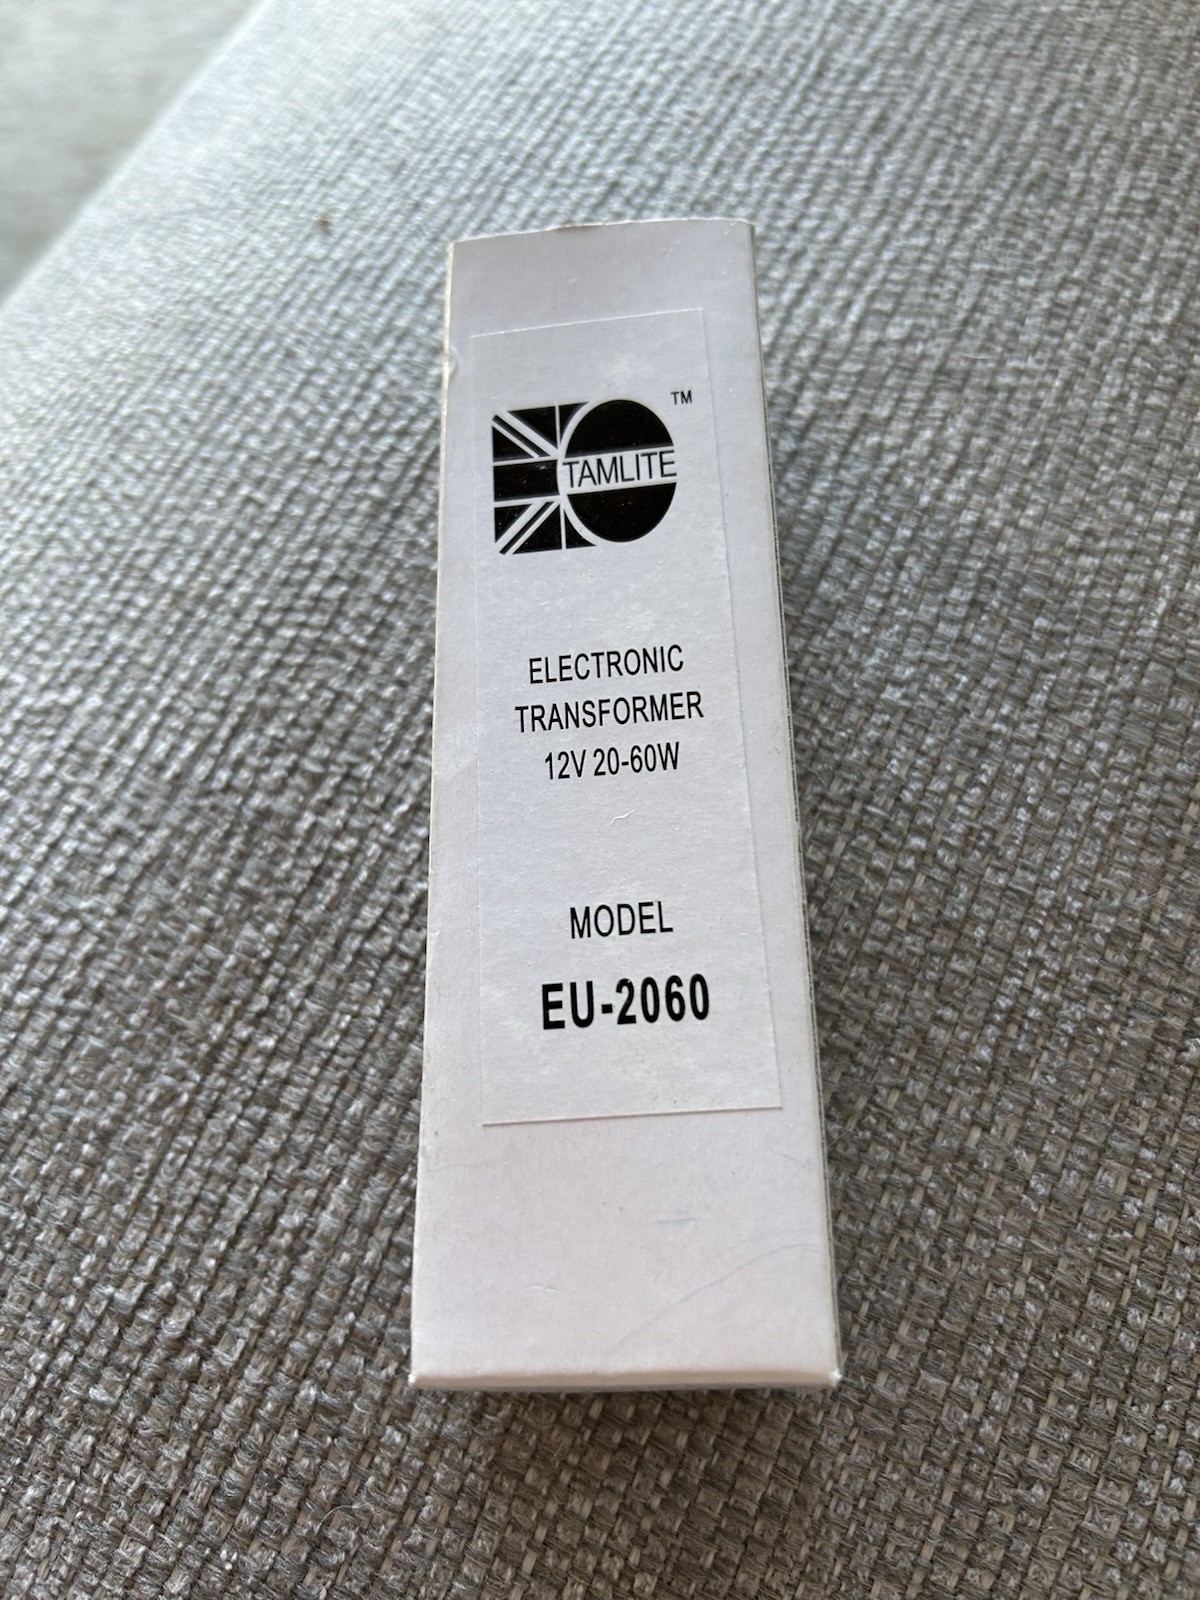 TAMLITE
TM
ELECTRONIC
TRANSFORMER
12V 20-60W
MODEL
EU-2060